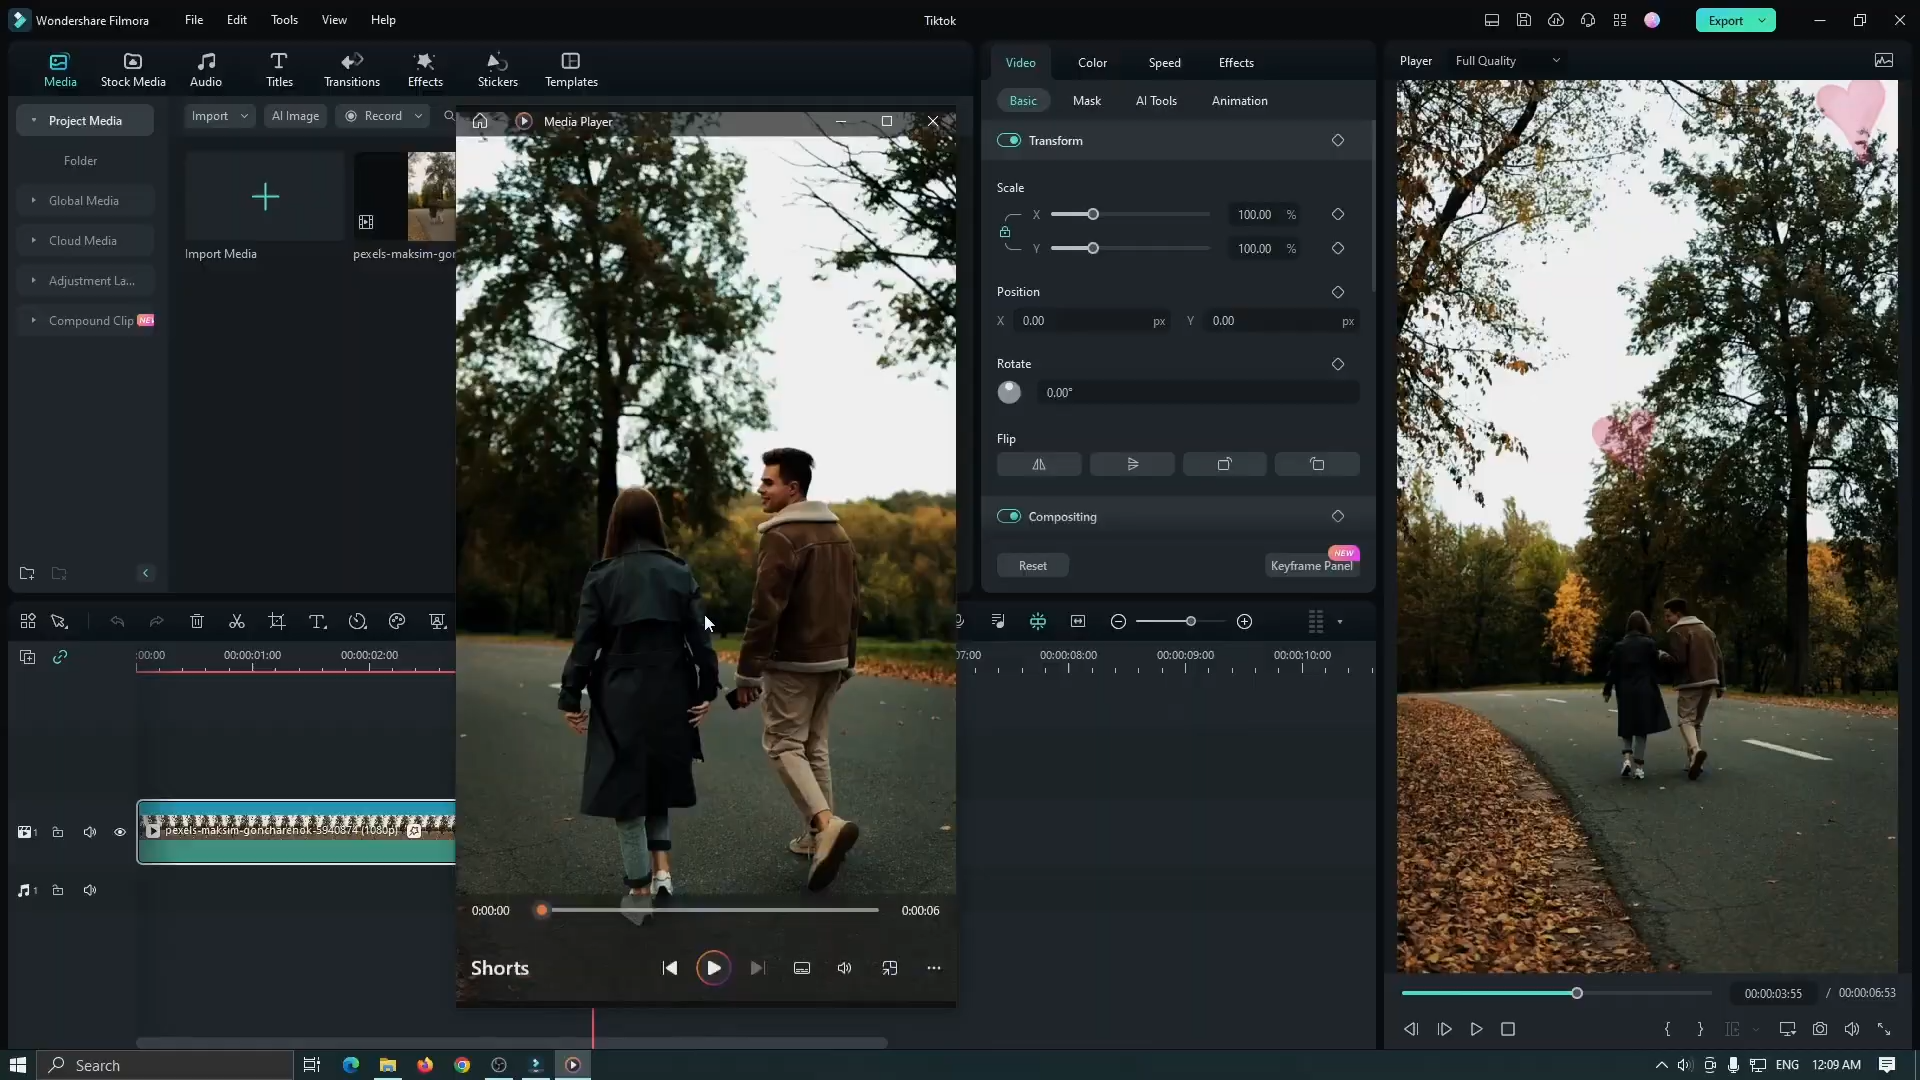 Wondershare Filmora
File
Edit
Tools
View
Help
Tiktok
Export
Media
Stock Media
Audio
Titles
Transitions
Effects
Stickers
Templates
Video
Color
Speed
Effects
Player
Full Quality
Project Media
Import
AI Image
Record
Media Player
Basic
Mask
AI Tools
Animation
Transform
Folder
Scale
Global Media
X
100.00
%
Cloud Media
Y
100.00
%
Import Media
pexels-maksim-gor
Adjustment La...
Position
Compound Clip
X
0.00
px
Y
0.00
px
Rotate
0.00°
Flip
Compositing
NEW
Reset
Keyframe Panel
:00:00
00:00:01:00
00:00:02:00
07:00
00:00:08:00
00:00:09:00
00:00:10:00
1
pexels-maksim-goncharenok-5940874 (1080p)
1
0:00:00
0:00:06
Shorts
00:00:03:55
/
00:00:06:53
{
}
Search
ENG
12:09 AM